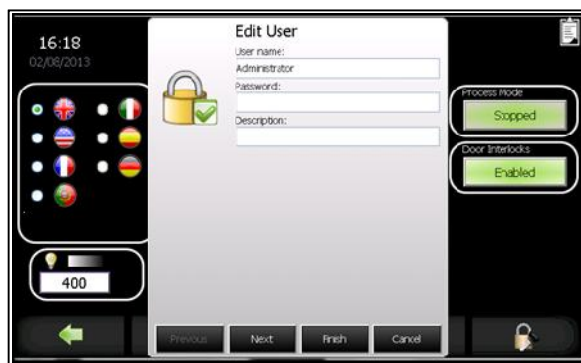 16:18
02/08/2013
400
Edit User
User name:
Administrator
Password:
Description:
Previous
Next
Finish
Cancel
Process Mode
Stopped
Door Interlocks
Enabled